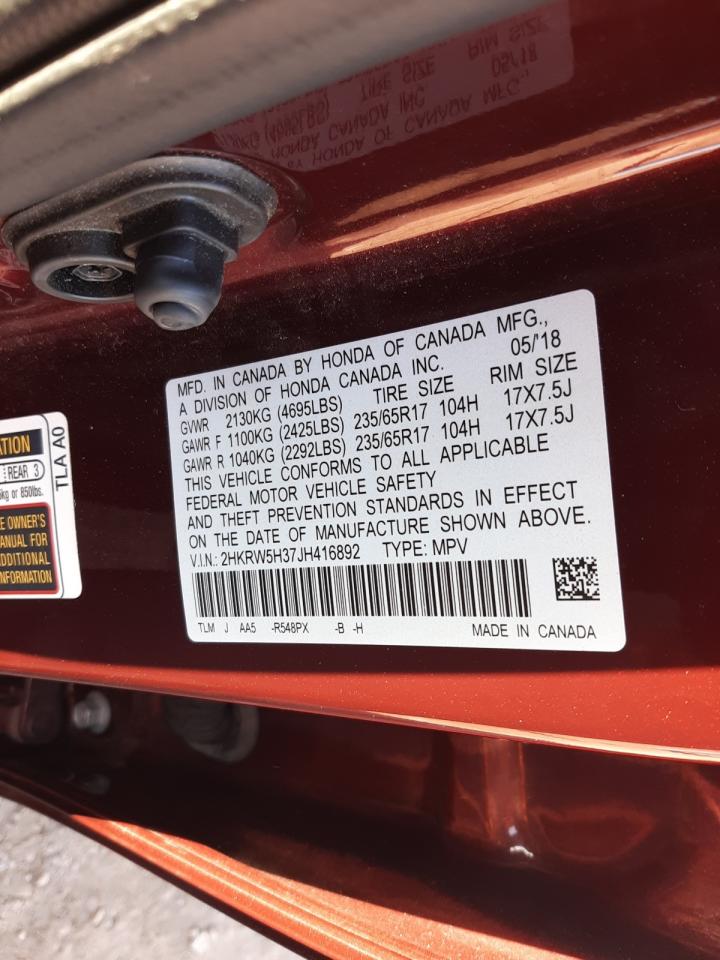 MFD. IN CANADA BY HONDA OF CANADA MFG.,
A DIVISION OF HONDA CANADA INC. 05/'18
GVWR 2130KG (4695LBS) TIRE SIZE RIM SIZE
GAWR F 1100KG (2425LBS) 235/65R17 104H 17X7.5J
GAWR R 1040KG (2292LBS) 235/65R17 104H 17X7.5J
THIS VEHICLE CONFORMS TO ALL APPLICABLE
FEDERAL MOTOR VEHICLE SAFETY
AND THEFT PREVENTION STANDARDS IN EFFECT
ON THE DATE OF MANUFACTURE SHOWN ABOVE.
V.I.N.: 2HKRW5H37JH416892 TYPE: MPV
TLM J AA5 -R548PX -B -H MADE IN CANADA
REAR 3
kg or 850lbs.
OWNER'S
FOR
INFORMATION
TLA A0